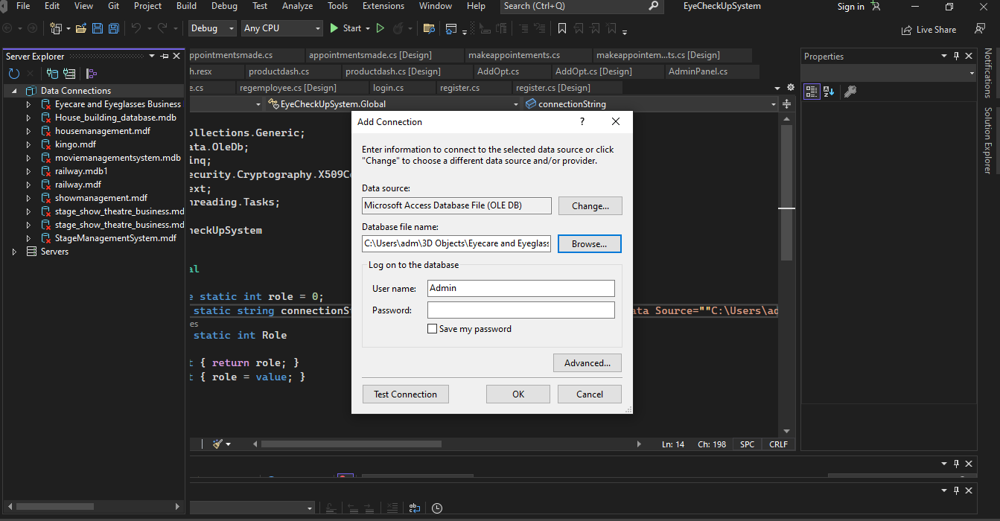 File Edit View Git Project Build Debug Test Analyze Tools Extensions Window Help Search (Ctrl+Q) EyeCheckUpSystem Sign in
Debug Any CPU Start Live Share
Server Explorer
Data Connections
Eyecare and Eyeglasses Business
House_building_database.mdb
housemanagement.mdf
kingo.mdf
moviemanagementsystem.mdb
railway.mdb1
railway.mdf
showmanagement.mdf
stage_show_theatre_business.md
stage_show_theatre_business.md
StageManagementSystem.mdf
Servers
appointmentsmade.cs appointmentsmade.cs [Design] makeappointements.cs makeappointem...ts.cs [Design]
h.resx productdash.cs productdash.cs [Design] AddOpt.cs AddOpt.cs [Design] AdminPanel.cs
e.cs regemployee.cs [Design] login.cs register.cs register.cs [Design]
EyeCheckUpSystem.Global connectionString
ollections.Generic;
ata.OleDb;
inq;
ecurity.Cryptography.X509Ce
ext;
hreading.Tasks;
heckUpSystem
al
e static int role = 0;
static string connectionSt ata Source=""C:\Users\ad
es
static int Role
t { return role; }
t { role = value; }
Add Connection ?
Enter information to connect to the selected data source or click
"Change" to choose a different data source and/or provider.
Data source:
Microsoft Access Database File (OLE DB) Change...
Database file name:
C:\Users\adm\3D Objects\Eyecare and Eyeglass Browse...
Log on to the database
User name: Admin
Password:
Save my password
Advanced...
Test Connection OK Cancel
Ln: 14 Ch: 198 SPC CRLF
Properties
Notifications
Solution Explorer